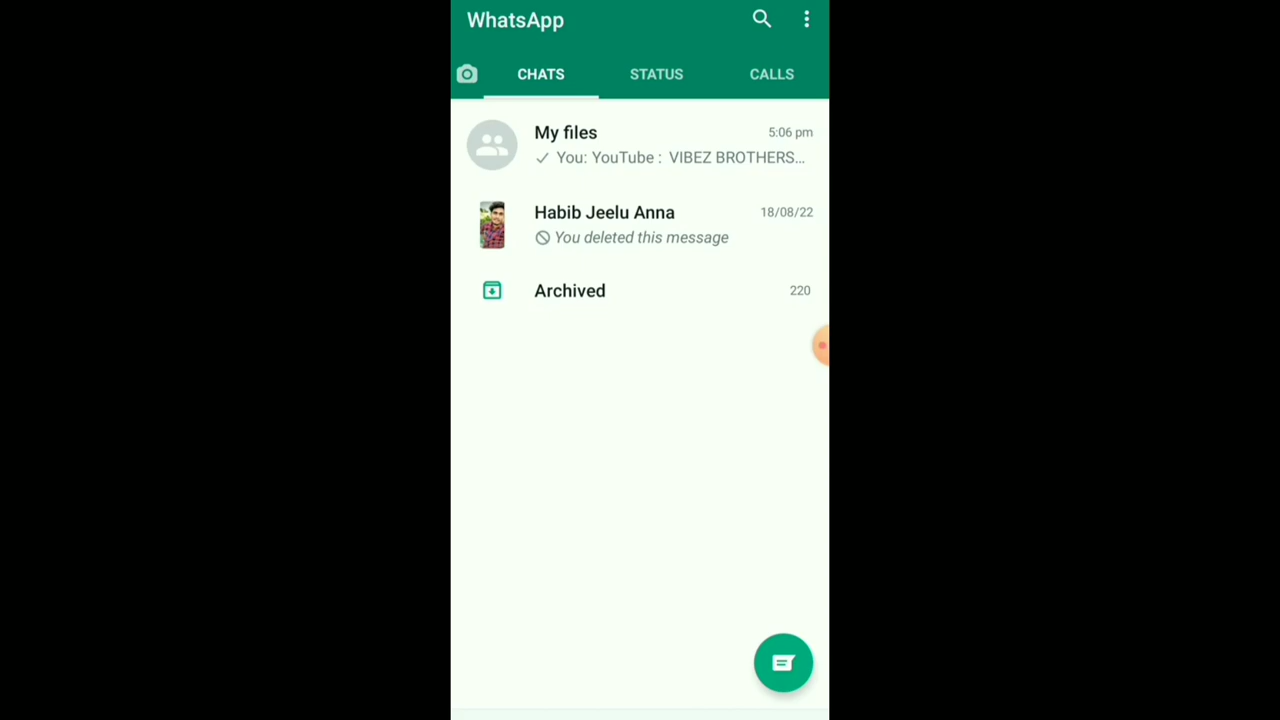 WhatsApp
CHATS STATUS CALLS
My files 5:06 pm
You: YouTube : VIBEZ BROTHERS...
Habib Jeelu Anna 18/08/22
You deleted this message
Archived 220